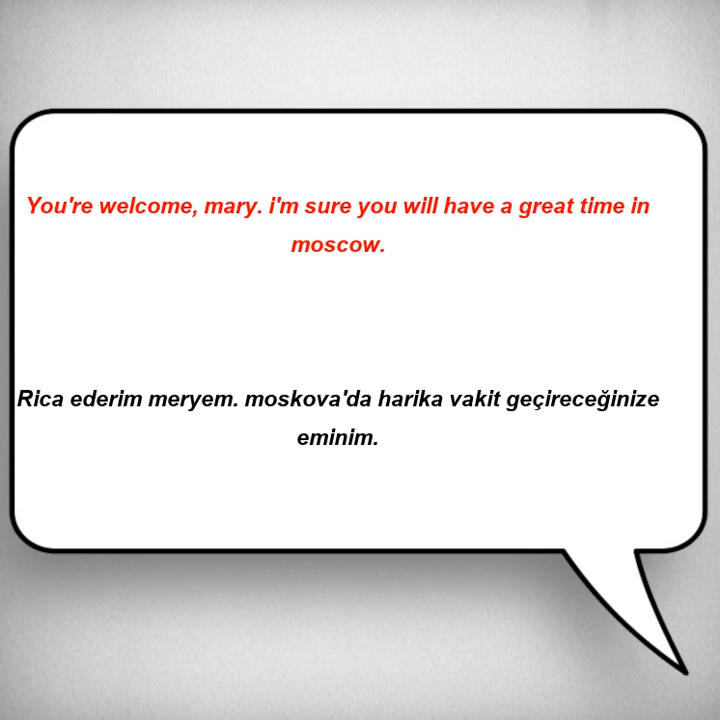 You're welcome, mary. i'm sure you will have a great time in
moscow.
Rica ederim meryem. moskova'da harika vakit geçireceğinize
eminim.